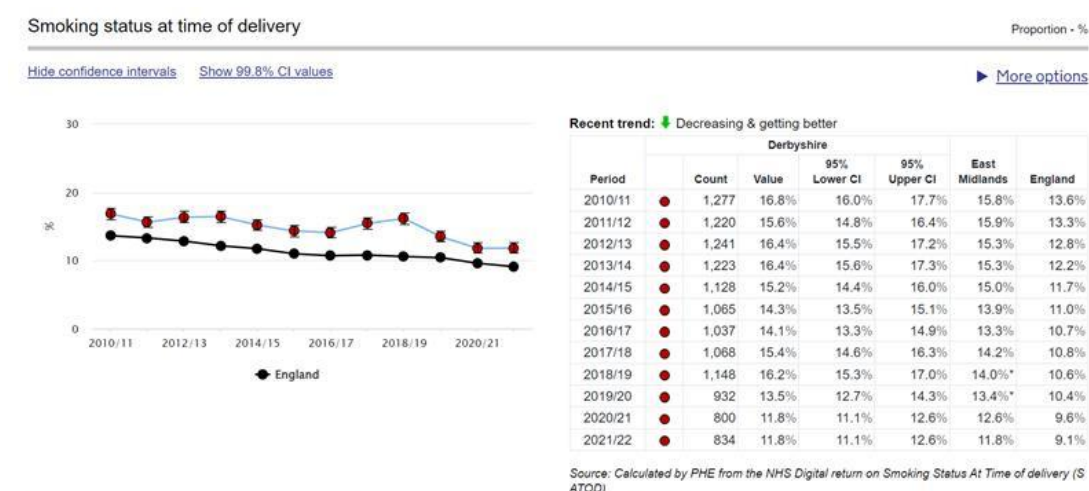 Smoking status at time of delivery
Proportion - %
Hide confidence intervals Show 99.8% CI values
▶ More options
30
20
%
10
0
2010/11 2012/13 2014/15 2016/17 2018/19 2020/21
England
Recent trend: Decreasing & getting better
Derbyshire
Period Count Value 95% Lower CI 95% Upper CI East Midlands England
2010/11 1,277 16.8% 16.0% 17.7% 15.8% 13.6%
2011/12 1,220 15.6% 14.8% 16.4% 15.9% 13.3%
2012/13 1,241 16.4% 15.5% 17.2% 15.3% 12.8%
2013/14 1,223 16.4% 15.6% 17.3% 15.3% 12.2%
2014/15 1,128 15.2% 14.4% 16.0% 15.0% 11.7%
2015/16 1,065 14.3% 13.5% 15.1% 13.9% 11.0%
2016/17 1,037 14.1% 13.3% 14.9% 13.3% 10.7%
2017/18 1,068 15.4% 14.6% 16.3% 14.2% 10.8%
2018/19 1,148 16.2% 15.3% 17.0% 14.0%* 10.6%
2019/20 932 13.5% 12.7% 14.3% 13.4%* 10.4%
2020/21 800 11.8% 11.1% 12.6% 12.6% 9.6%
2021/22 834 11.8% 11.1% 12.6% 11.8% 9.1%
Source: Calculated by PHE from the NHS Digital return on Smoking Status At Time of delivery (S
ATOD)